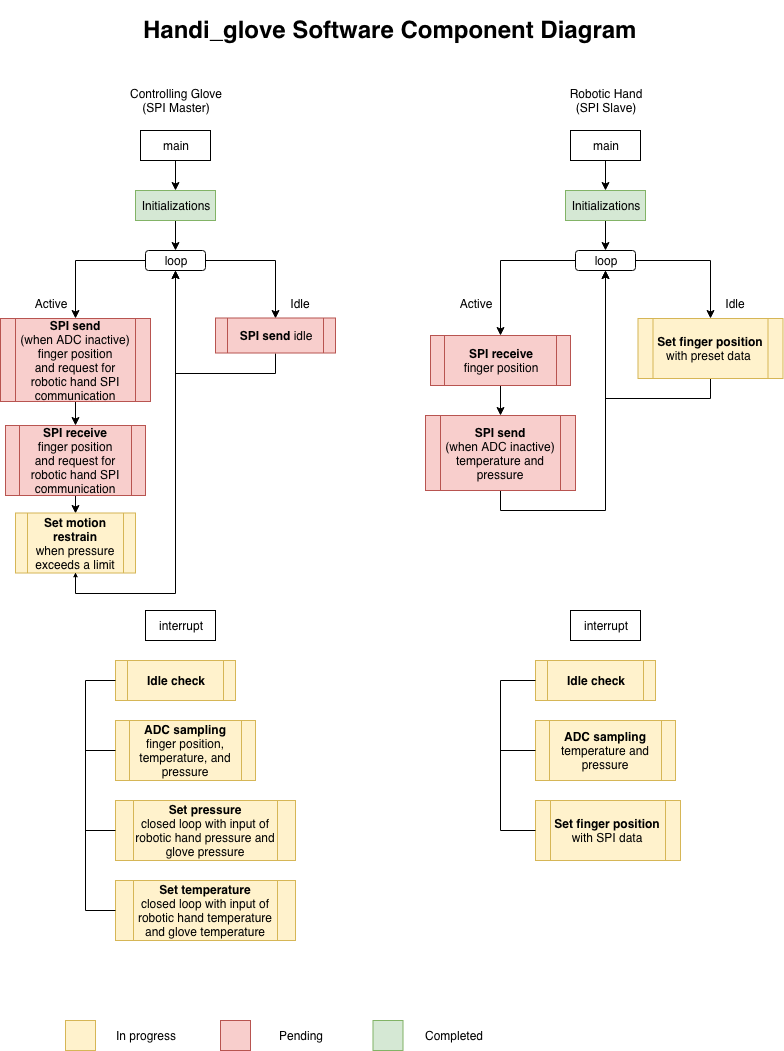 Handi_glove Software Component Diagram
Controlling Glove
(SPI Master)
main
Initializations
loop
Active
Idle
SPI send
(when ADC inactive)
finger position
and request for
robotic hand SPI
communication
SPI send idle
SPI receive
finger position
and request for
robotic hand SPI
communication
Set motion
restrain
when pressure
exceeds a limit
interrupt
Idle check
ADC sampling
finger position,
temperature, and
pressure
Set pressure
closed loop with input of
robotic hand pressure and
glove pressure
Set temperature
closed loop with input of
robotic hand temperature
and glove temperature
Robotic Hand
(SPI Slave)
main
Initializations
loop
Active
Idle
SPI receive
finger position
Set finger position
with preset data
SPI send
(when ADC inactive)
temperature and
pressure
interrupt
Idle check
ADC sampling
temperature and
pressure
Set finger position
with SPI data
In progress
Pending
Completed